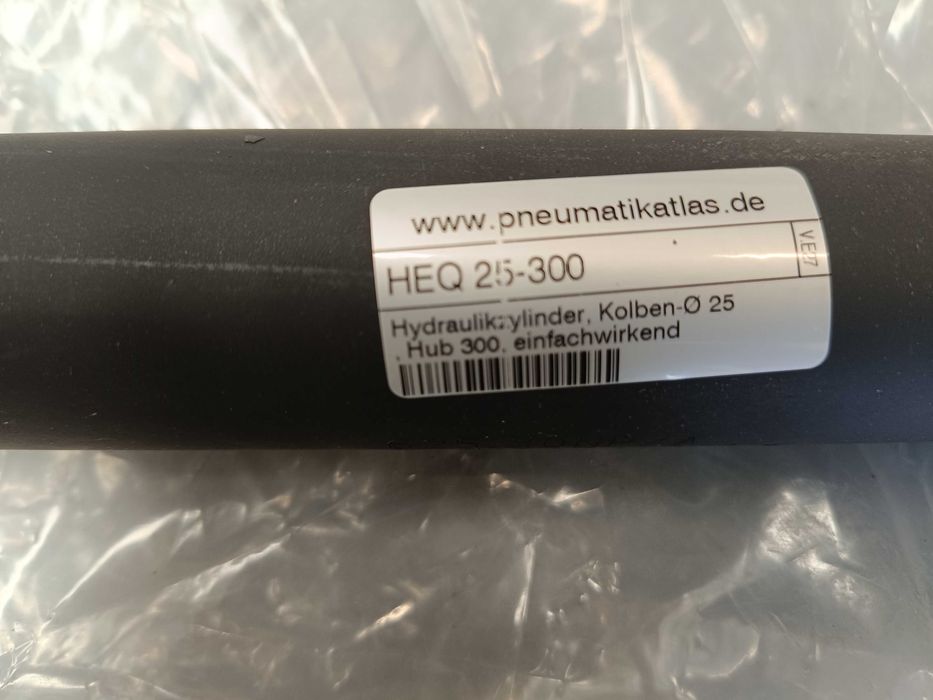 www.pneumatikatlas.de
HEQ 25-300
Hydraulikzylinder, Kolben-Ø 25
, Hub 300, einfachwirkend